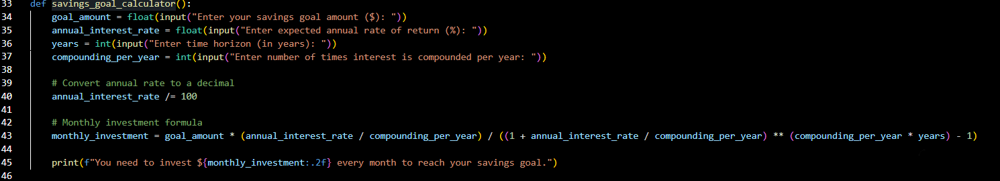 33 def savings_goal_calculator():
34     goal_amount = float(input("Enter your savings goal amount ($): "))
35     annual_interest_rate = float(input("Enter expected annual rate of return (%): "))
36     years = int(input("Enter time horizon (in years): "))
37     compounding_per_year = int(input("Enter number of times interest is compounded per year: "))
38
39     # Convert annual rate to a decimal
40     annual_interest_rate /= 100
41
42     # Monthly investment formula
43     monthly_investment = goal_amount * (annual_interest_rate / compounding_per_year) / ((1 + annual_interest_rate / compounding_per_year) ** (compounding_per_year * years) - 1)
44
45     print(f"You need to invest ${monthly_investment:.2f} every month to reach your savings goal.")
46